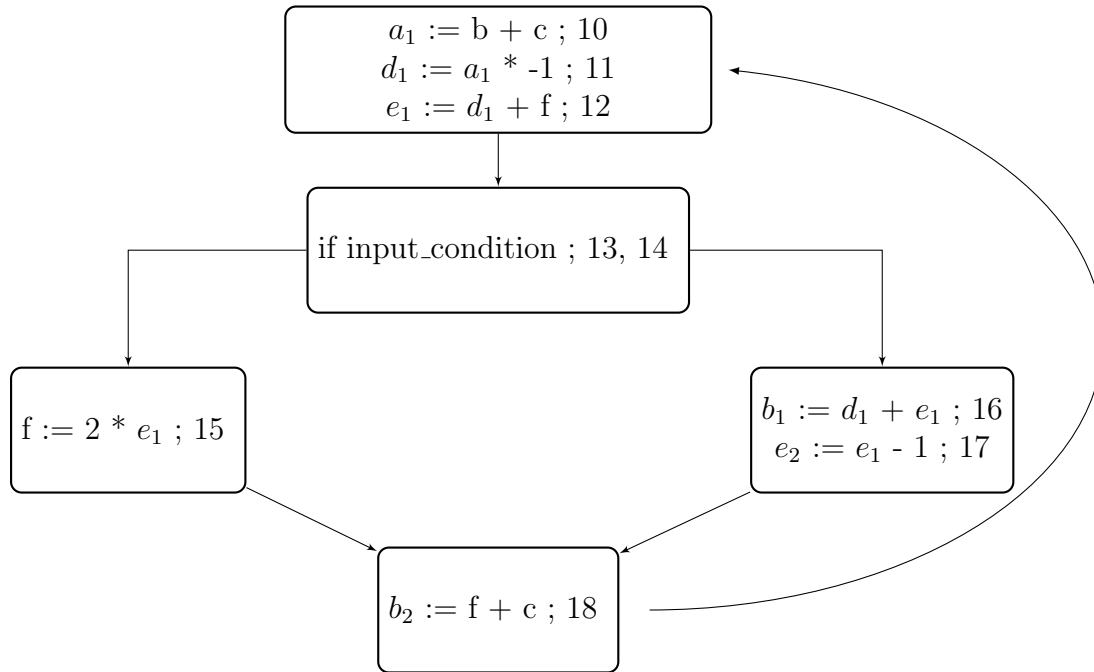 a₁ := b + c ; 10
d₁ := a₁ * -1 ; 11
e₁ := d₁ + f ; 12
if input_condition ; 13, 14
f := 2 * e₁ ; 15
b₁ := d₁ + e₁ ; 16
e₂ := e₁ - 1 ; 17
b₂ := f + c ; 18